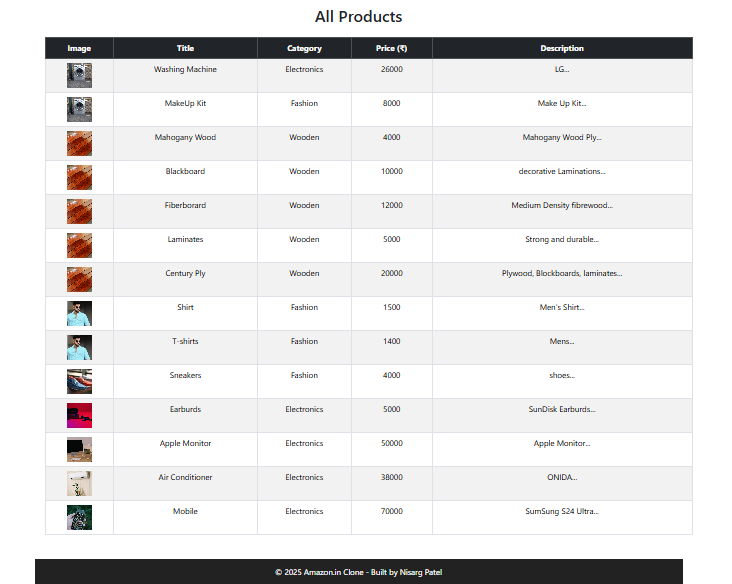 All Products
Image Title Category Price (₹) Description
Washing Machine Electronics 26000 LG...
MakeUp Kit Fashion 8000 Make Up Kit...
Mahogany Wood Wooden 4000 Mahogany Wood Ply...
Blackboard Wooden 10000 decorative Laminations...
Fiberborard Wooden 12000 Medium Density fibrewood...
Laminates Wooden 5000 Strong and durable...
Century Ply Wooden 20000 Plywood, Blockboards, laminates...
Shirt Fashion 1500 Men's Shirt...
T-shirts Fashion 1400 Mens...
Sneakers Fashion 4000 shoes...
Earburds Electronics 5000 SunDisk Earburds...
Apple Monitor Electronics 50000 Apple Monitor...
Air Conditioner Electronics 38000 ONIDA...
Mobile Electronics 70000 SumSung S24 Ultra...
© 2025 Amazon.in Clone - Built by Nisarg Patel